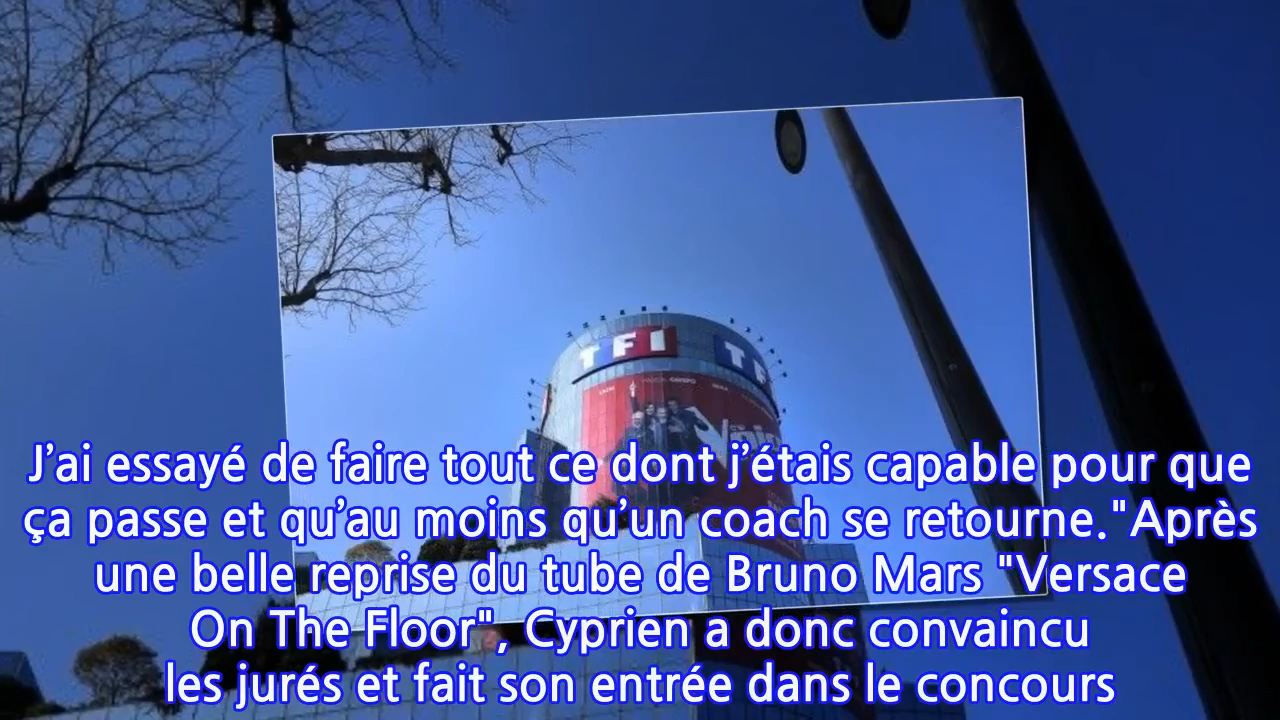 TF1
TF
J’ai essayé de faire tout ce dont j’étais capable pour que
ça passe et qu’au moins qu’un coach se retourne."Après
une belle reprise du tube de Bruno Mars "Versace
On The Floor", Cyprien a donc convaincu
les jurés et fait son entrée dans le concours